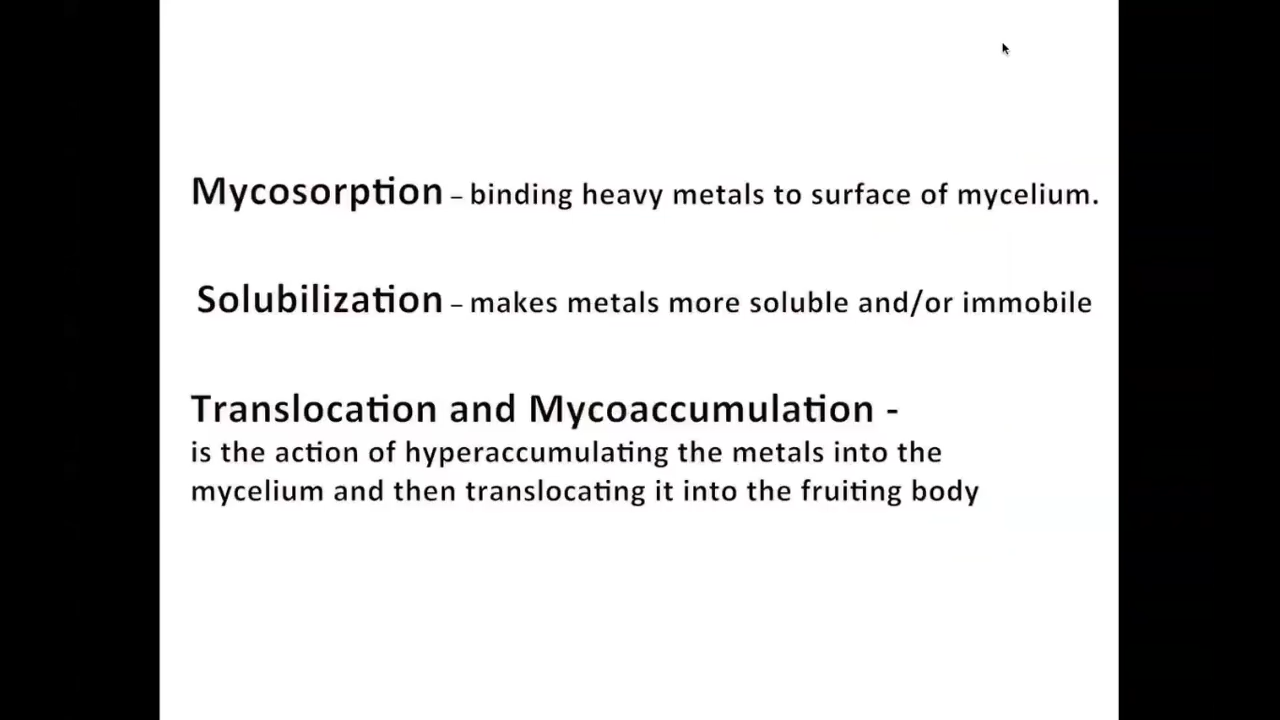 Mycosorption – binding heavy metals to surface of mycelium.
Solubilization – makes metals more soluble and/or immobile
Translocation and Mycoaccumulation -
is the action of hyperaccumulating the metals into the
mycelium and then translocating it into the fruiting body